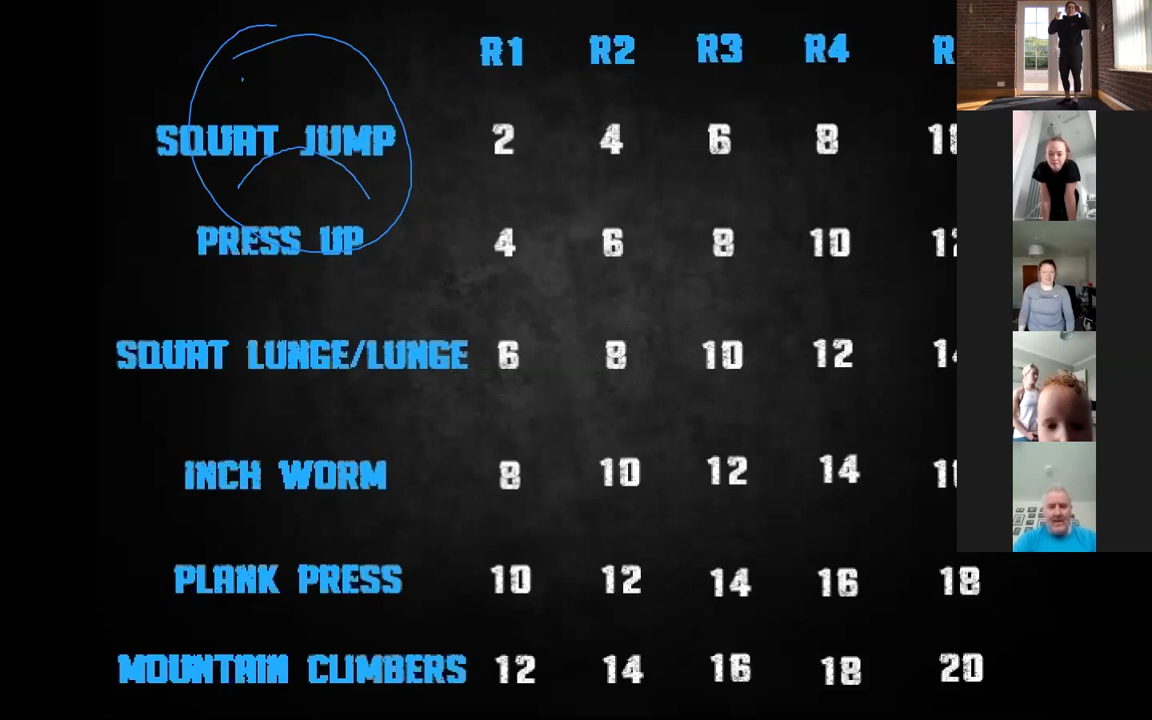 R1 R2 R3 R4 R
SQUAT JUMP 2 4 6 8
PRESS UP 4 6 8 10
SQUAT LUNGE/LUNGE 6 8 10 12
INCH WORM 8 10 12 14
PLANK PRESS 10 12 14 16 18
MOUNTAIN CLIMBERS 12 14 16 18 20